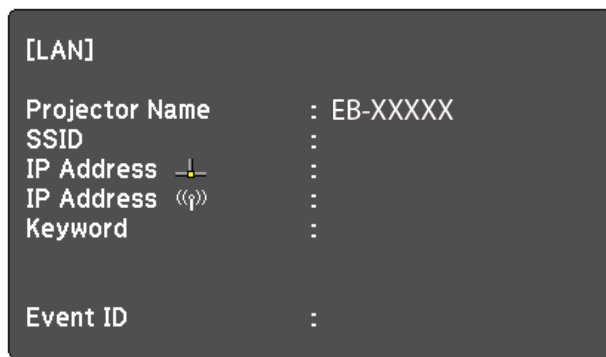 [LAN]
Projector Name : EB-XXXXX
SSID :
IP Address :
IP Address :
Keyword :
Event ID :